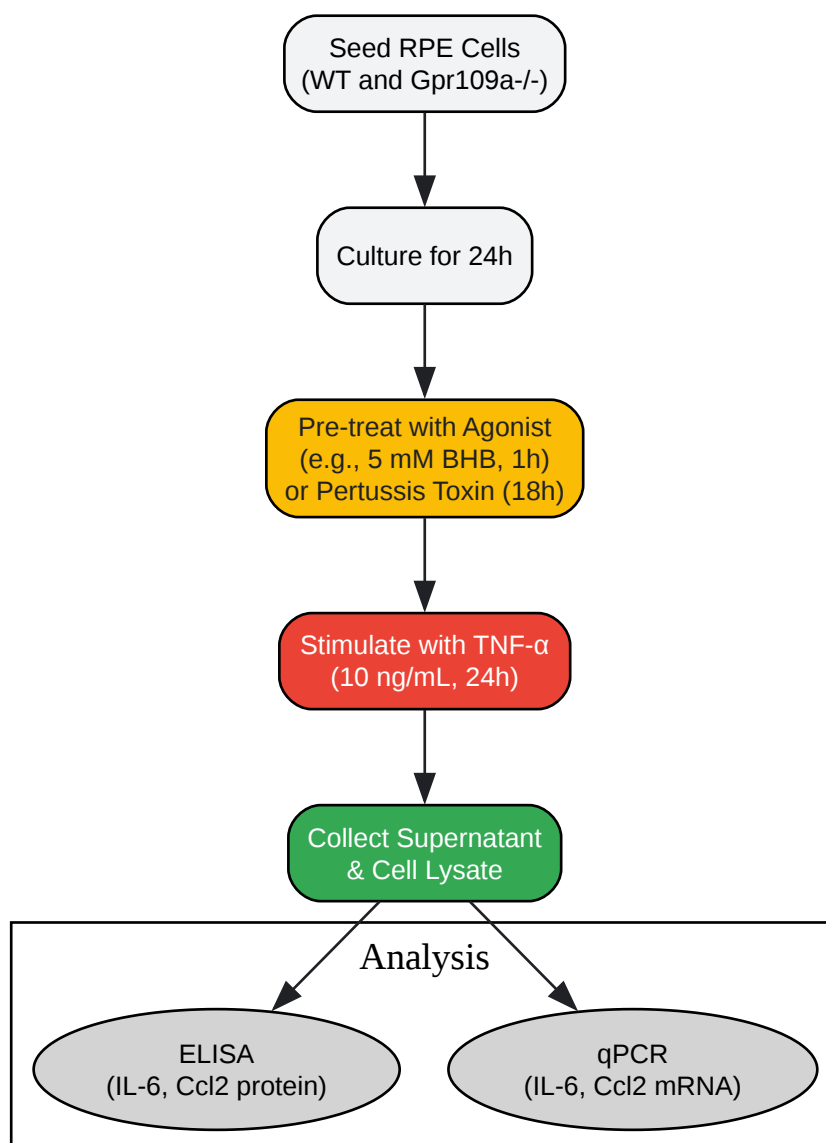 Seed RPE Cells
(WT and Gpr109a-/-)
Culture for 24h
Pre-treat with Agonist
(e.g., 5 mM BHB, 1h)
or Pertussis Toxin (18h)
Stimulate with TNF-α
(10 ng/mL, 24h)
Collect Supernatant
& Cell Lysate
Analysis
ELISA
(IL-6, Ccl2 protein)
qPCR
(IL-6, Ccl2 mRNA)